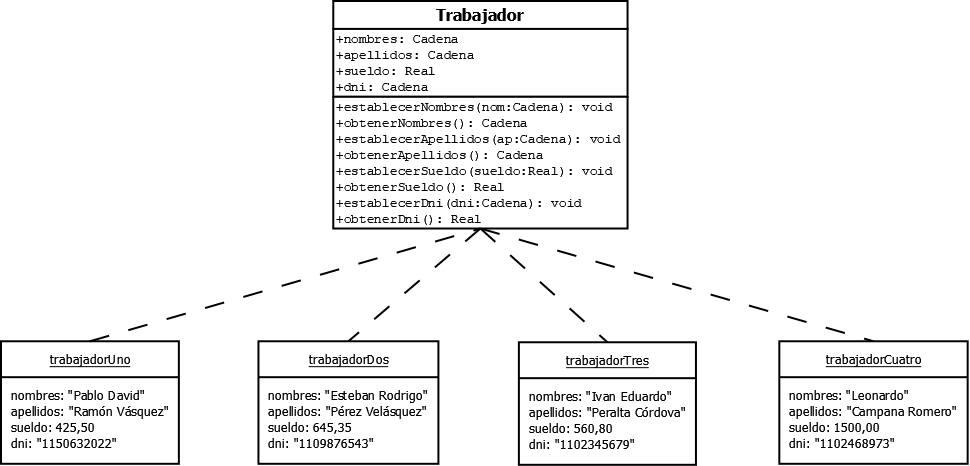 Trabajador
+nombres: Cadena
+apellidos: Cadena
+sueldo: Real
+dni: Cadena
+establecerNombres(nom:Cadena): void
+obtenerNombres(): Cadena
+establecerApellidos(ap:Cadena): void
+obtenerApellidos(): Cadena
+establecerSueldo(sueldo:Real): void
+obtenerSueldo(): Real
+establecerDni(dni:Cadena): void
+obtenerDni(): Real
trabajadorUno
nombres: "Pablo David"
apellidos: "Ramón Vásquez"
sueldo: 425,50
dni: "1150632022"
trabajadorDos
nombres: "Esteban Rodrigo"
apellidos: "Pérez Velásquez"
sueldo: 645,35
dni: "1109876543"
trabajadorTres
nombres: "Ivan Eduardo"
apellidos: "Peralta Córdova"
sueldo: 560,80
dni: "1102345679"
trabajadorCuatro
nombres: "Leonardo"
apellidos: "Campana Romero"
sueldo: 1500,00
dni: "1102468973"